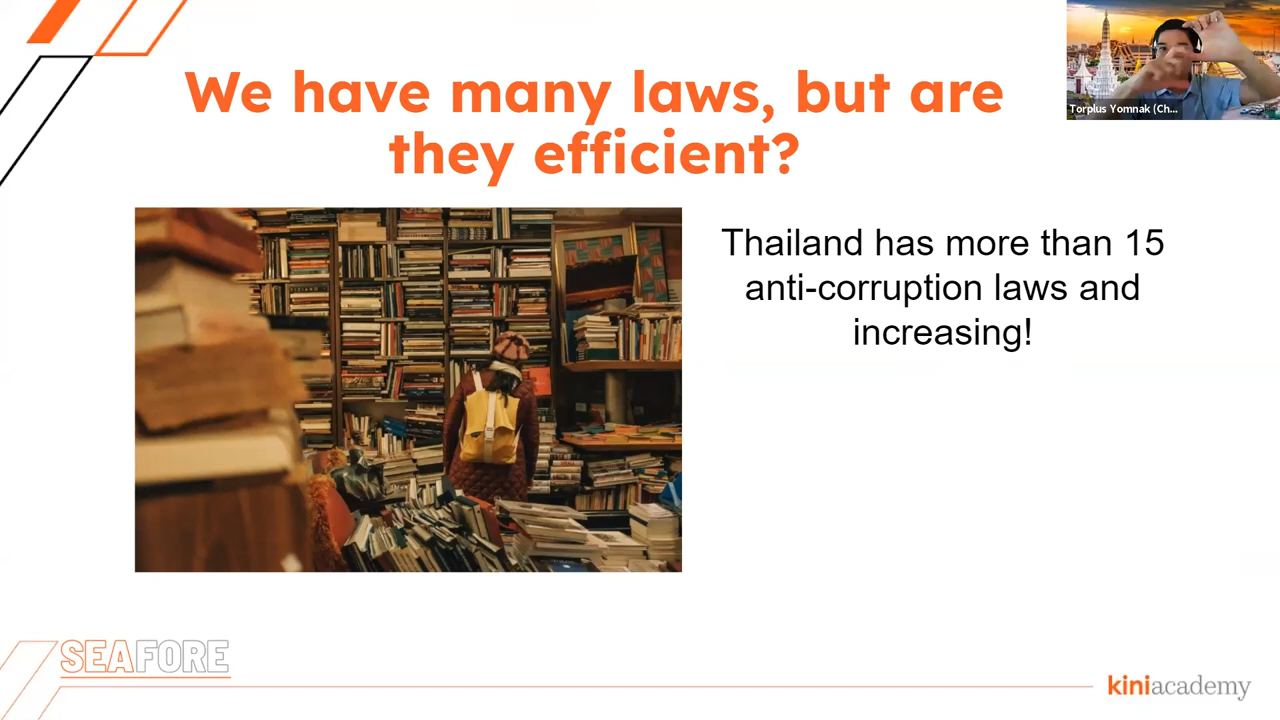 We have many laws, but are
they efficient?
Torplus Yomnak (Ch...
Thailand has more than 15
anti-corruption laws and
increasing!
SEAFORE
kiniacademy